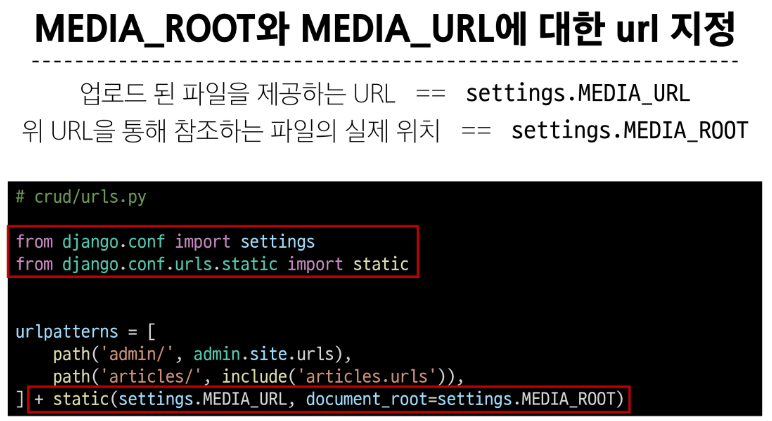 MEDIA_ROOT와 MEDIA_URL에 대한 url 지정
업로드 된 파일을 제공하는 URL == settings.MEDIA_URL
위 URL을 통해 참조하는 파일의 실제 위치 == settings.MEDIA_ROOT
# crud/urls.py
from django.conf import settings
from django.conf.urls.static import static
urlpatterns = [
    path('admin/', admin.site.urls),
    path('articles/', include('articles.urls')),
] + static(settings.MEDIA_URL, document_root=settings.MEDIA_ROOT)